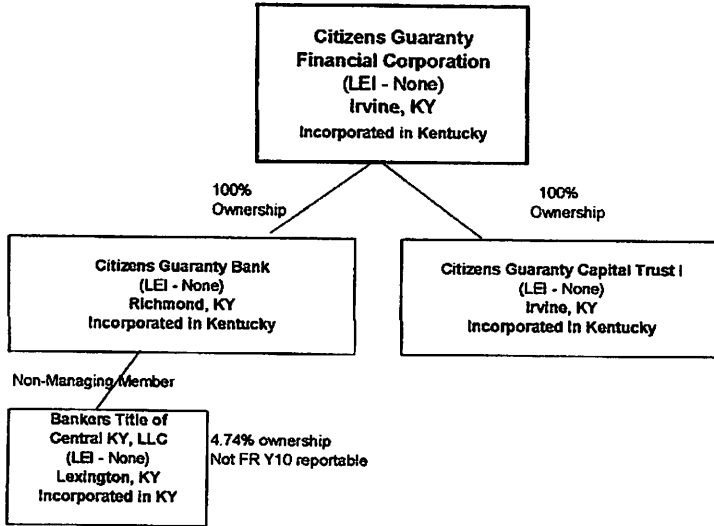 Citizens Guaranty
Financial Corporation
(LEI - None)
Irvine, KY
Incorporated in Kentucky
100%
Ownership
100%
Ownership
Citizens Guaranty Bank
(LEI - None)
Richmond, KY
Incorporated in Kentucky
Citizens Guaranty Capital Trust I
(LEI - None)
Irvine, KY
Incorporated in Kentucky
Non-Managing Member
Bankers Title of
Central KY, LLC
(LEI - None)
Lexington, KY
Incorporated in KY
4.74% ownership
Not FR Y10 reportable